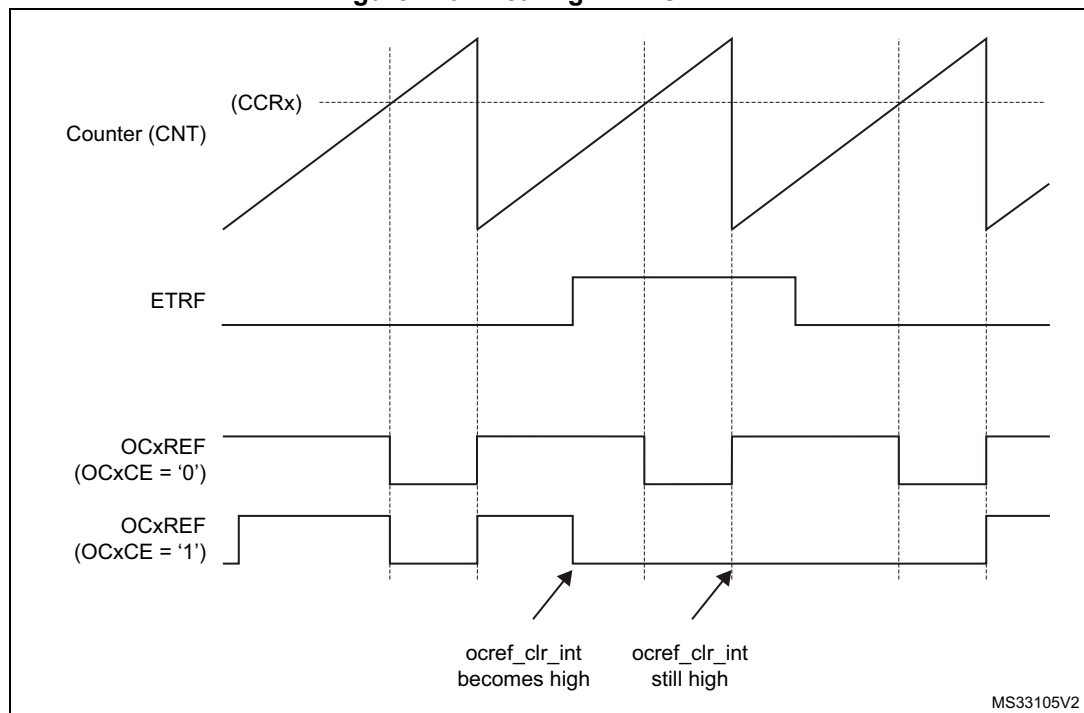 (CCRx)
Counter (CNT)
ETRF
OCxREF
(OCxCE = ‘0’)
OCxREF
(OCxCE = ‘1’)
ocref_clr_int
becomes high
ocref_clr_int
still high
MS33105V2